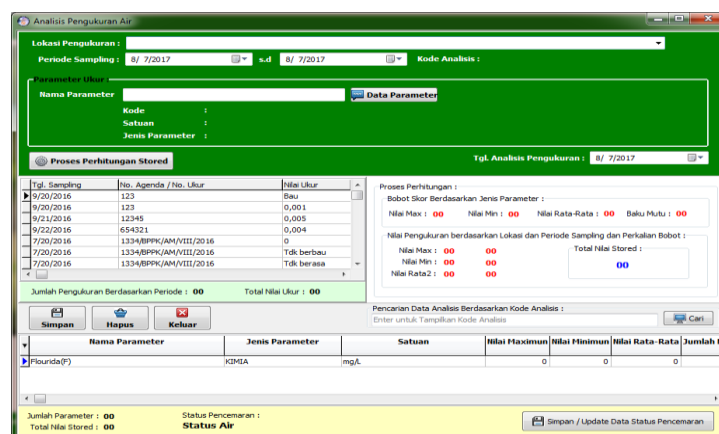 Analisis Pengukuran Air
Lokasi Pengukuran :
Periode Sampling : 8/ 7/2017 s.d 8/ 7/2017 Kode Analisis :
Parameter Ukur :
Nama Parameter Data Parameter
Kode :
Satuan :
Jenis Parameter :
Proses Perhitungan Stored Tgl. Analisis Pengukuran : 8/ 7/2017
Tgl. Sampling No. Agenda / No. Ukur Nilai Ukur
9/20/2016 123 Bau
9/20/2016 123 0,001
9/21/2016 12345 0,005
9/22/2016 654321 0,004
7/20/2016 1334/BPPK/AM/VIII/2016 0
7/20/2016 1334/BPPK/AM/VIII/2016 Tdk berbau
7/20/2016 1334/BPPK/AM/VIII/2016 Tdk berasa
Jumlah Pengukuran Berdasarkan Periode : 00 Total Nilai Ukur : 00
Proses Perhitungan :
Bobot Skor Berdasarkan Jenis Parameter :
Nilai Max : 00 Nilai Min : 00 Nilai Rata-Rata : 00 Baku Mutu : 00
Nilai Pengukuran berdasarkan Lokasi dan Periode Sampling dan Perkalian Bobot :
Nilai Max : 00 00 Total Nilai Stored :
Nilai Min : 00 00 00
Nilai Rata2 : 00 00
Simpan Hapus Keluar
Pencarian Data Analisis Berdasarkan Kode Analisis :
Enter untuk Tampilkan Kode Analisis Cari
Nama Parameter Jenis Parameter Satuan Nilai Maximun Nilai Minimun Nilai Rata-Rata Jumlah
Flourida(F) KIMIA mg/L 0 0 0
Jumlah Parameter : 00 Status Pencemaran :
Total Nilai Stored : 00 Status Air
Simpan / Update Data Status Pencemaran